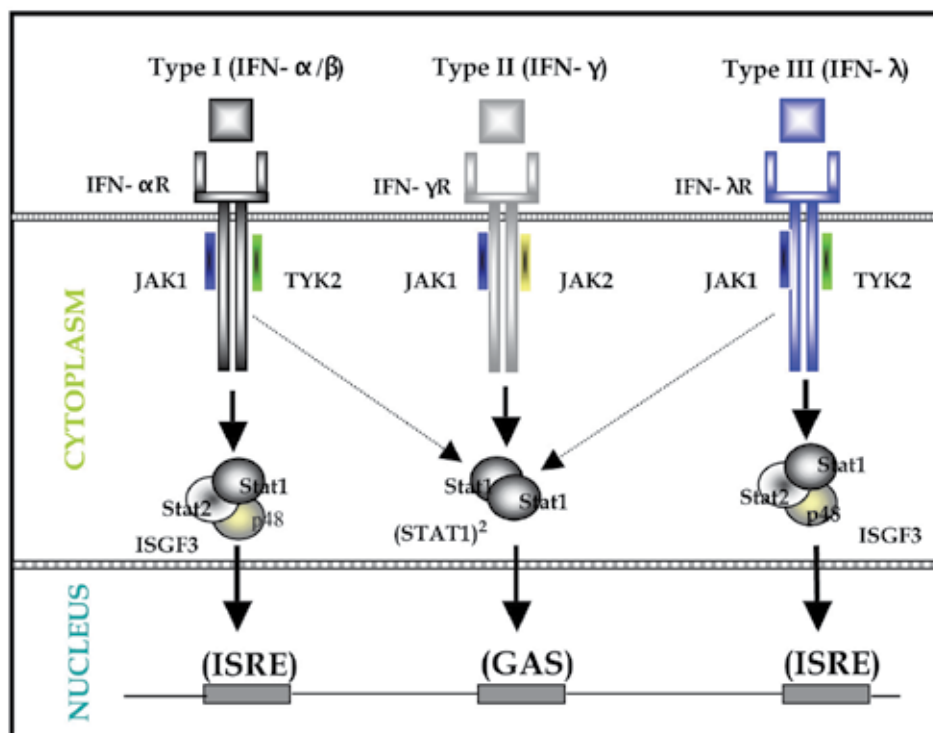 Type I (IFN- α /β)
Type II (IFN- γ)
Type III (IFN- λ)
IFN- αR
IFN- γR
IFN- λR
JAK1
TYK2
JAK1
JAK2
JAK1
TYK2
CYTOPLASM
Stat1
Stat2
p48
ISGF3
Stat1
Stat1
(STAT1)²
Stat1
Stat2
p48
ISGF3
NUCLEUS
(ISRE)
(GAS)
(ISRE)